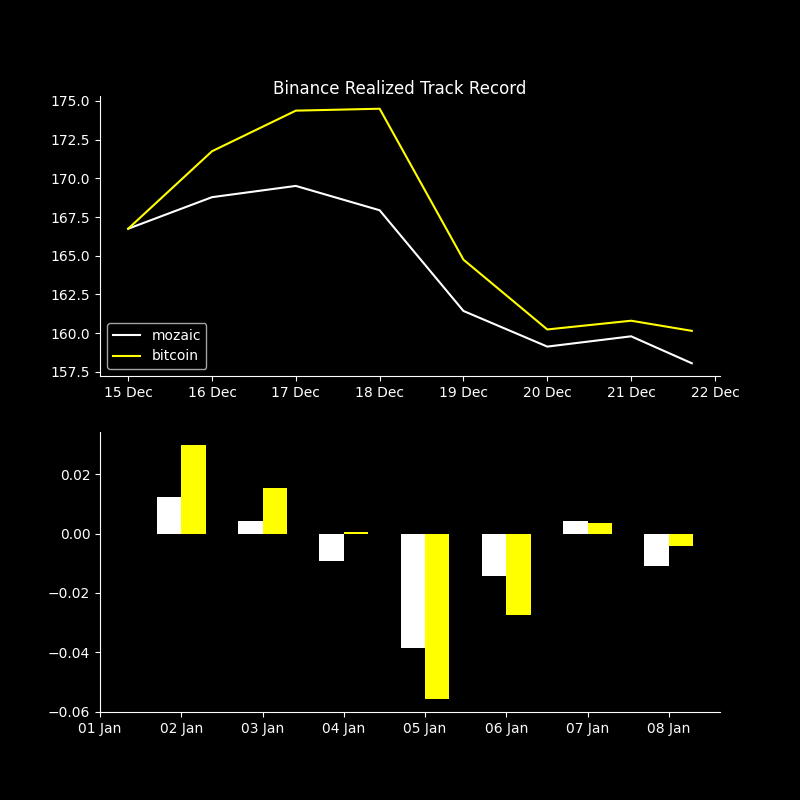 Binance Realized Track Record
175.0
172.5
170.0
167.5
165.0
162.5
160.0
157.5
mozaic
bitcoin
15 Dec 16 Dec 17 Dec 18 Dec 19 Dec 20 Dec 21 Dec 22 Dec
0.02
0.00
−0.02
−0.04
−0.06
01 Jan 02 Jan 03 Jan 04 Jan 05 Jan 06 Jan 07 Jan 08 Jan